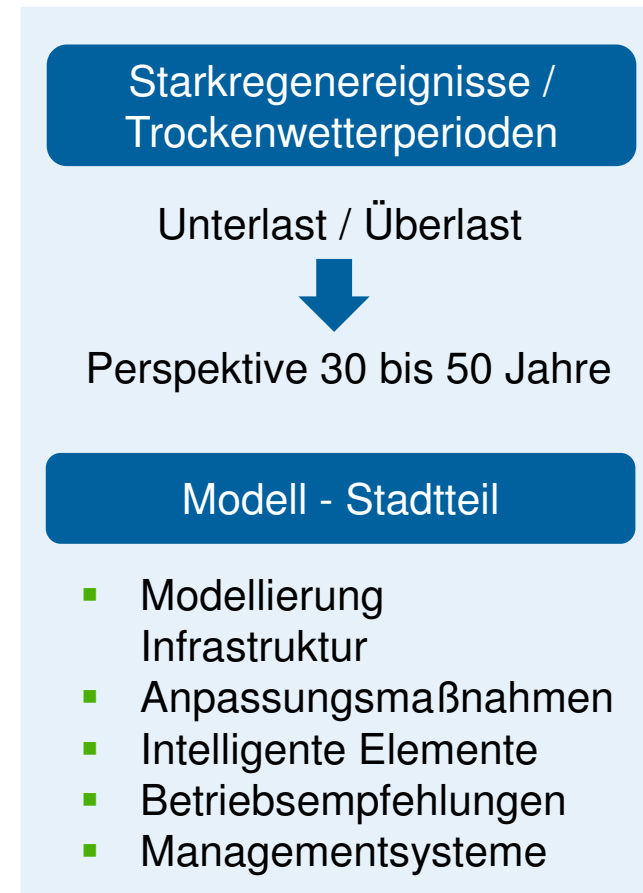 Starkregenereignisse /
Trockenwetterperioden
Unterlast / Überlast
Perspektive 30 bis 50 Jahre
Modell - Stadtteil
▪ Modellierung
Infrastruktur
▪ Anpassungsmaßnahmen
▪ Intelligente Elemente
▪ Betriebsempfehlungen
▪ Managementsysteme